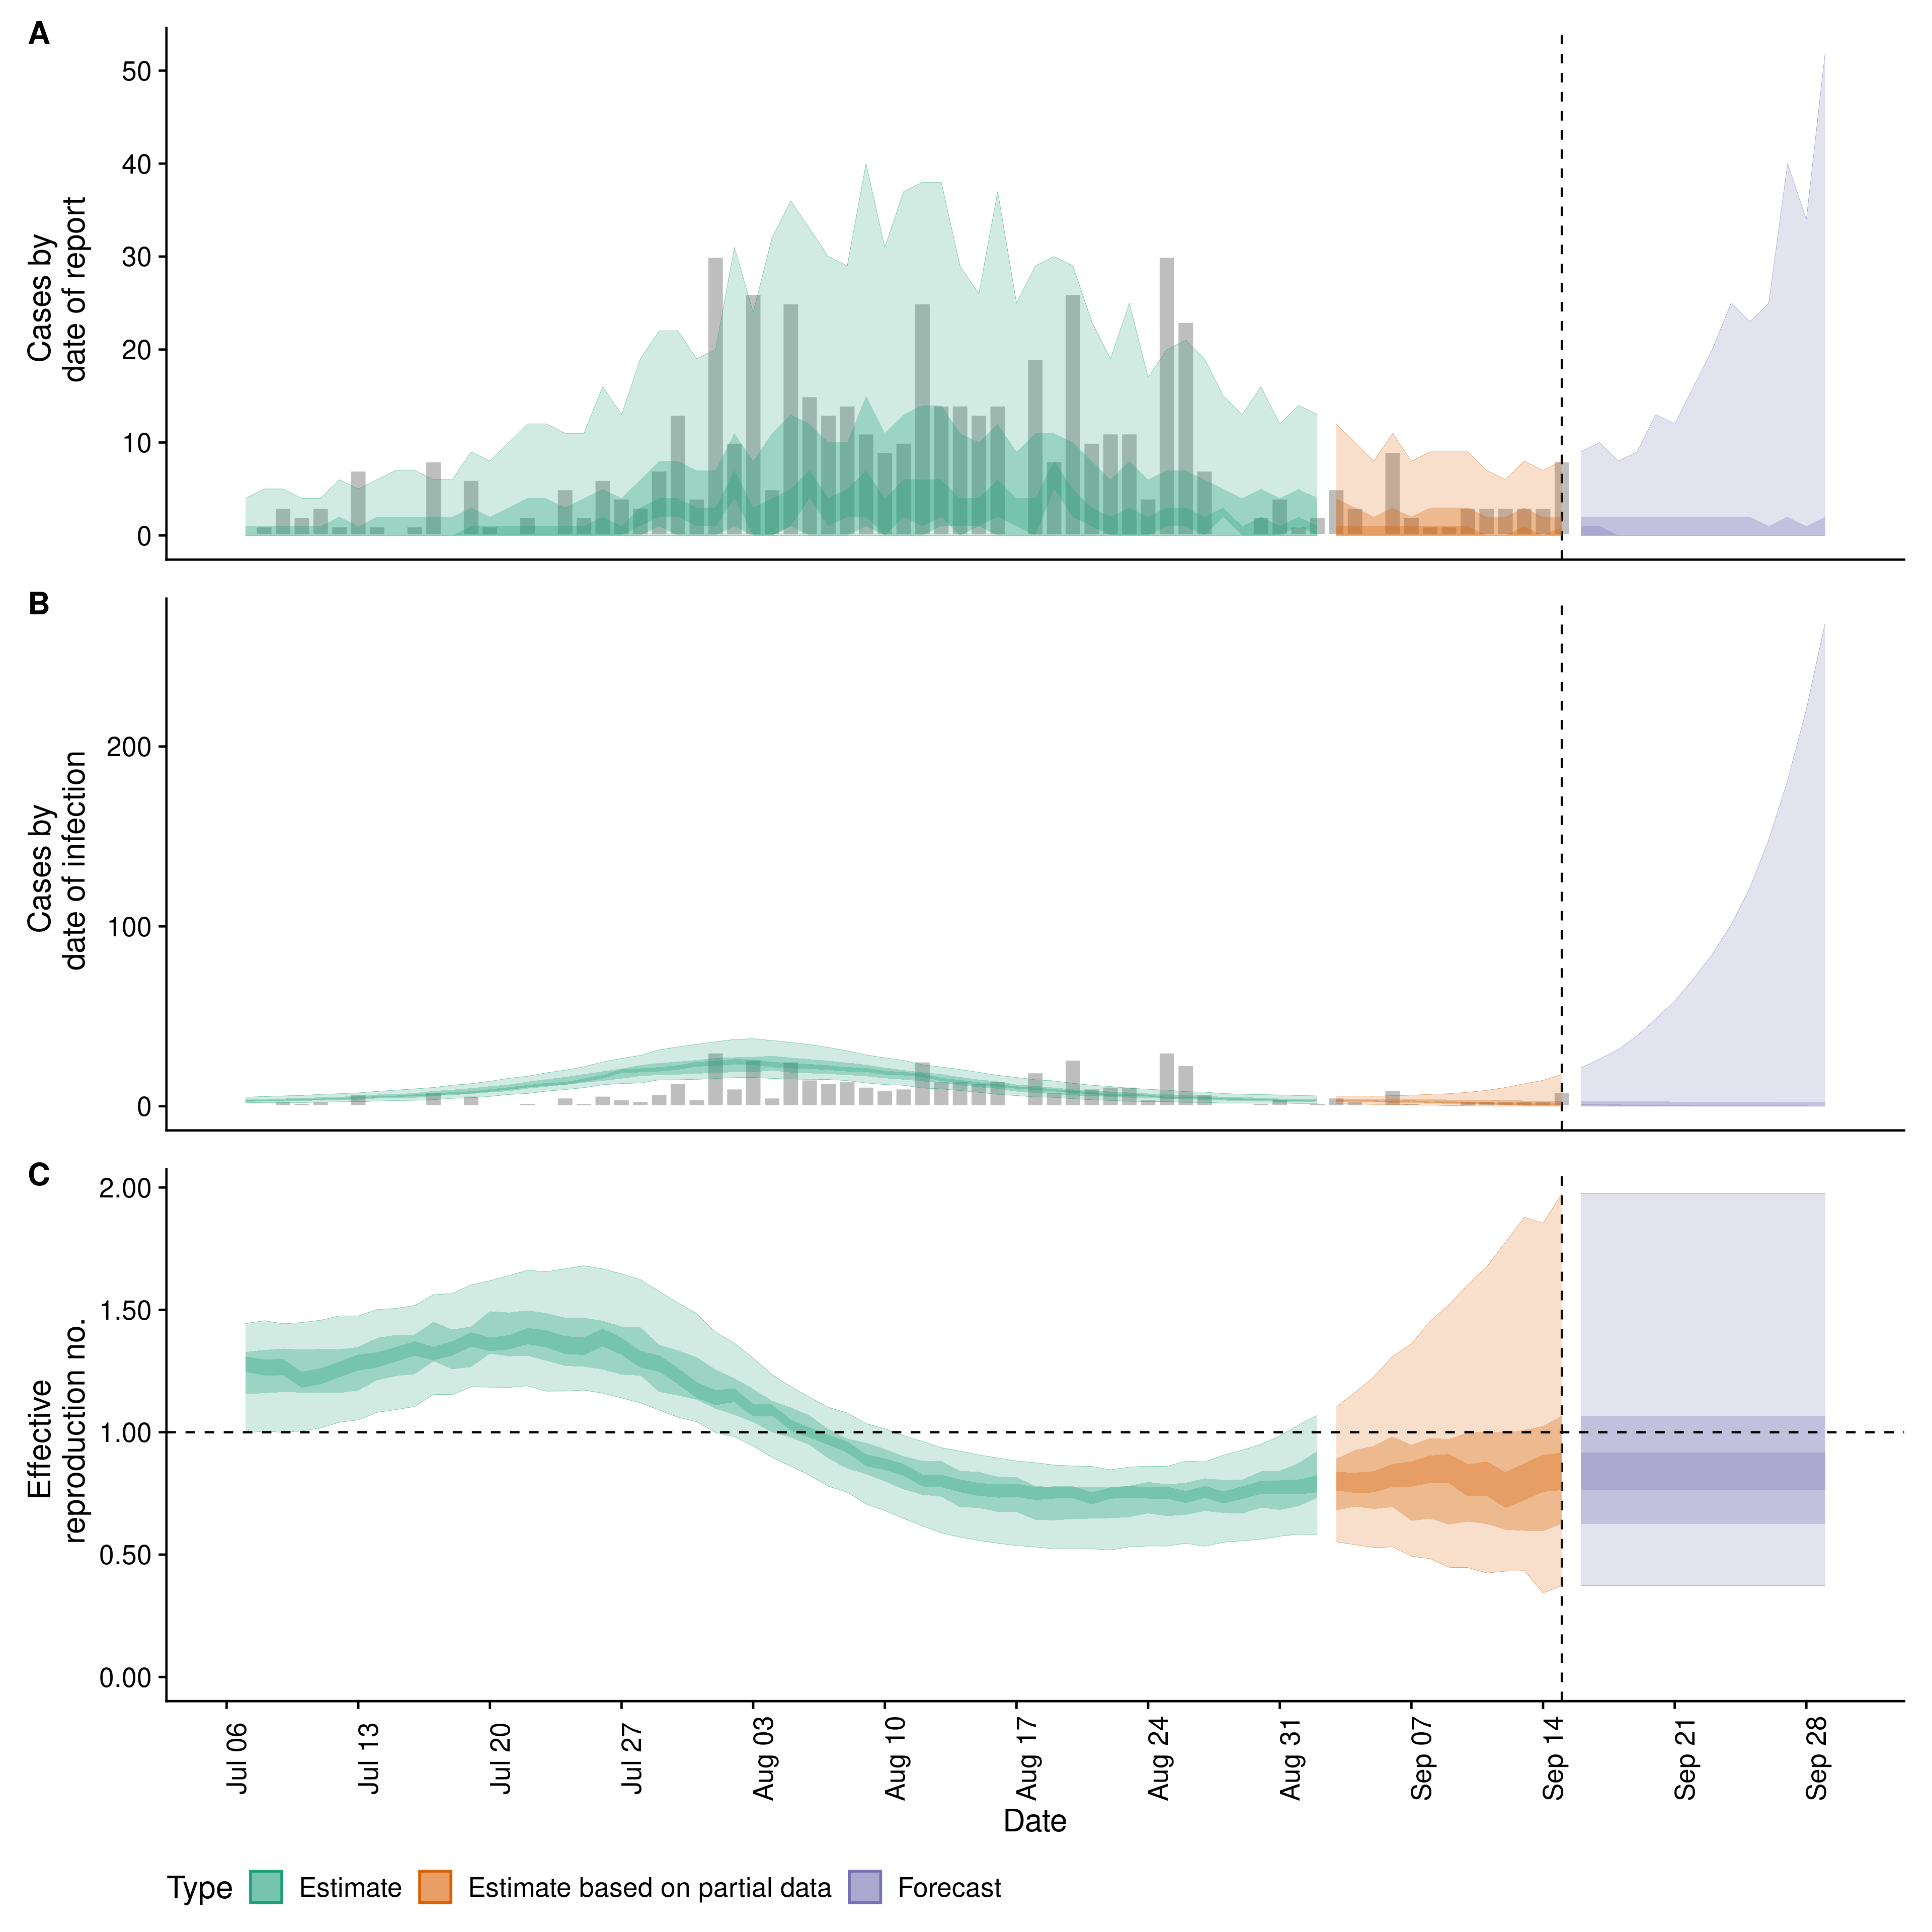 A
Cases by
date of report
50
40
30
20
10
0
B
Cases by
date of infection
200
100
0
C
Effective
reproduction no.
2.00
1.50
1.00
0.50
0.00
Jul 06
Jul 13
Jul 20
Jul 27
Aug 03
Aug 10
Aug 17
Aug 24
Aug 31
Sep 07
Sep 14
Sep 21
Sep 28
Date
Type Estimate Estimate based on partial data Forecast